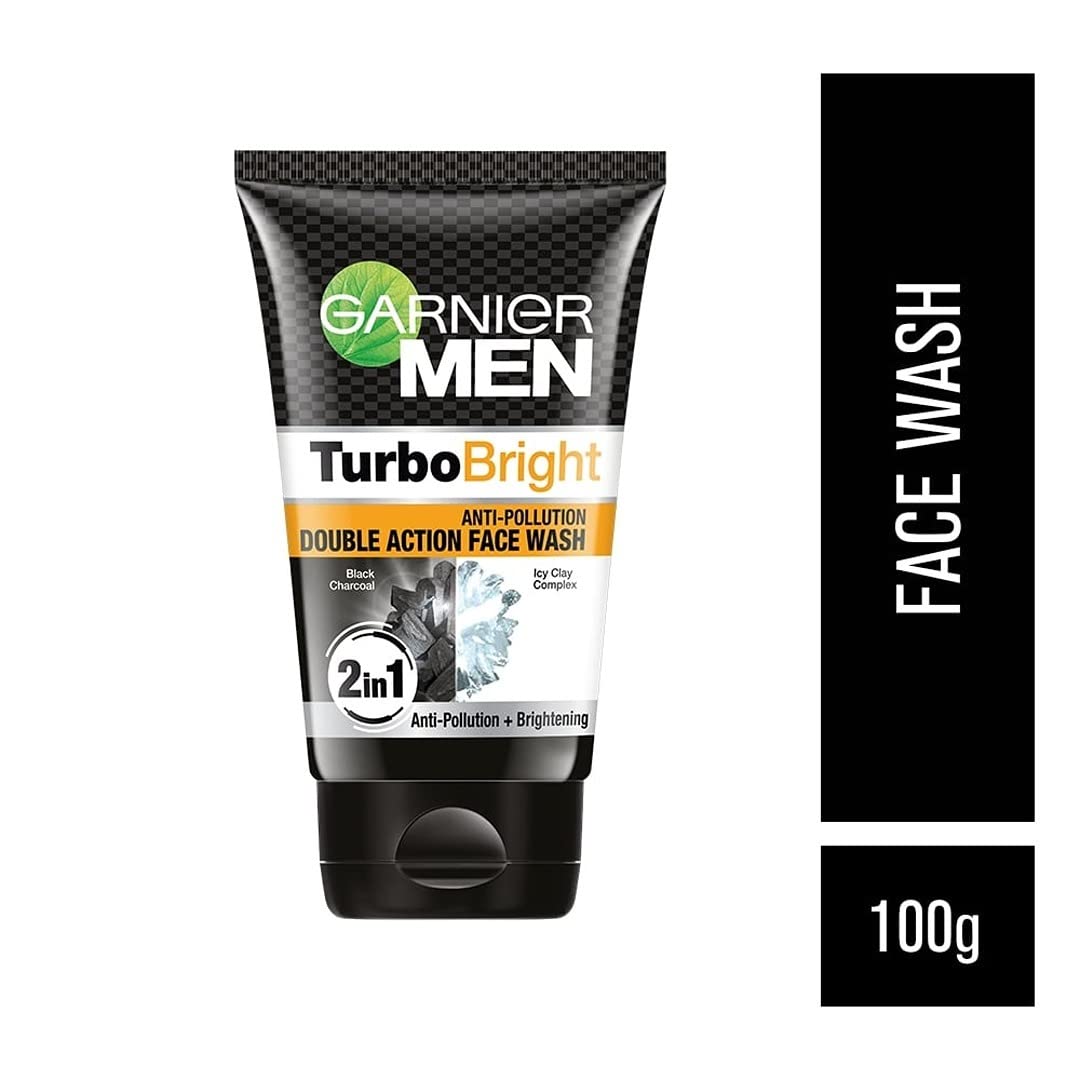 GARNIER
MEN
TurboBright
ANTI-POLLUTION
DOUBLE ACTION FACE WASH
Black
Charcoal
Icy Clay
Complex
2in1
Anti-Pollution + Brightening
FACE WASH
100g